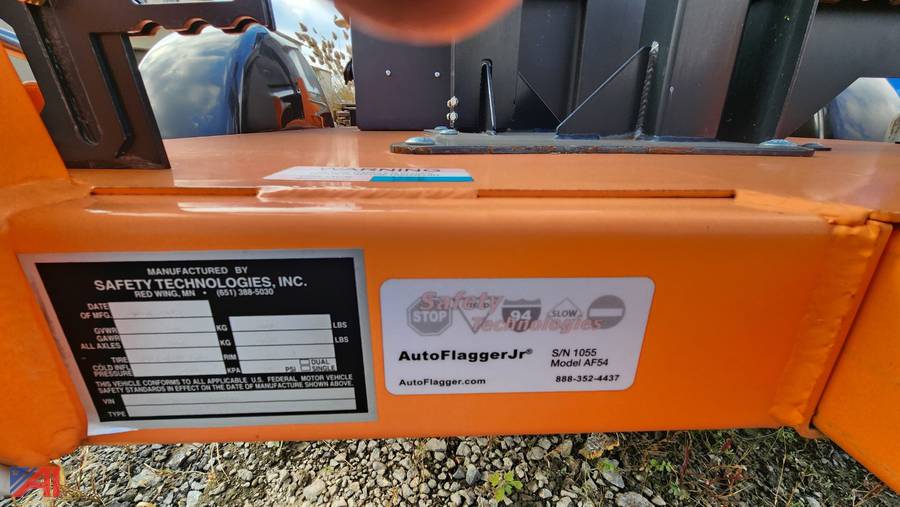 WARNING
MANUFACTURED BY
SAFETY TECHNOLOGIES, INC.
RED WING, MN • (651) 388-5030
DATE OF MFG.
GVWR KG LBS
GAWR ALL AXLES KG LBS
TIRE RIM
COLD INFL PRESSURE KPA PSI DUAL SINGLE
THIS VEHICLE CONFORMS TO ALL APPLICABLE U.S. FEDERAL MOTOR VEHICLE
SAFETY STANDARDS IN EFFECT ON THE DATE OF MANUFACTURE SHOWN ABOVE.
VIN
TYPE
Safety
Technologies
STOP
94
SLOW
AutoFlaggerJr®
S/N 1055
Model AF54
AutoFlagger.com
888-352-4437
AI